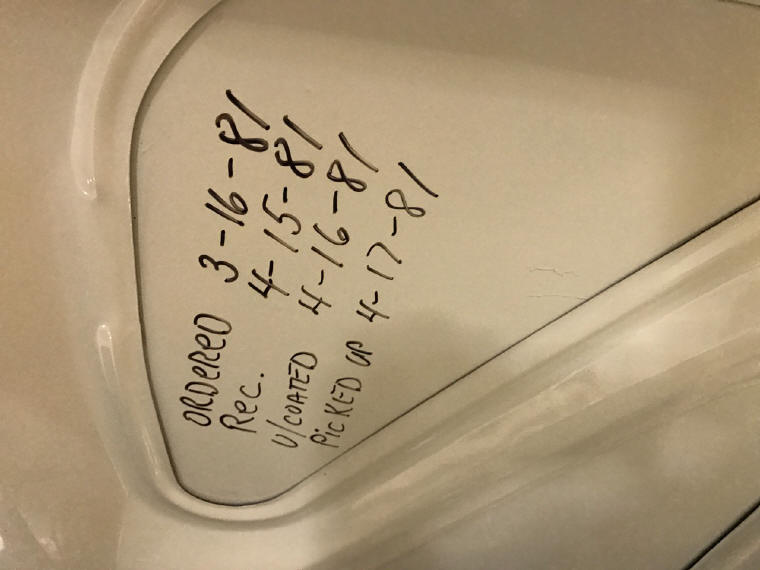 ORDERED 3-16-81
Rec. 4-15-81
U/COATED 4-16-81
PicKED UP 4-17-81